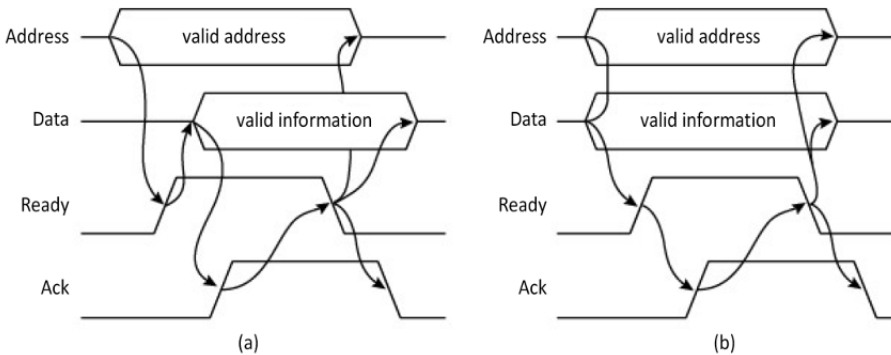 Address
valid address
Data
valid information
Ready
Ack
(a)
Address
valid address
Data
valid information
Ready
Ack
(b)